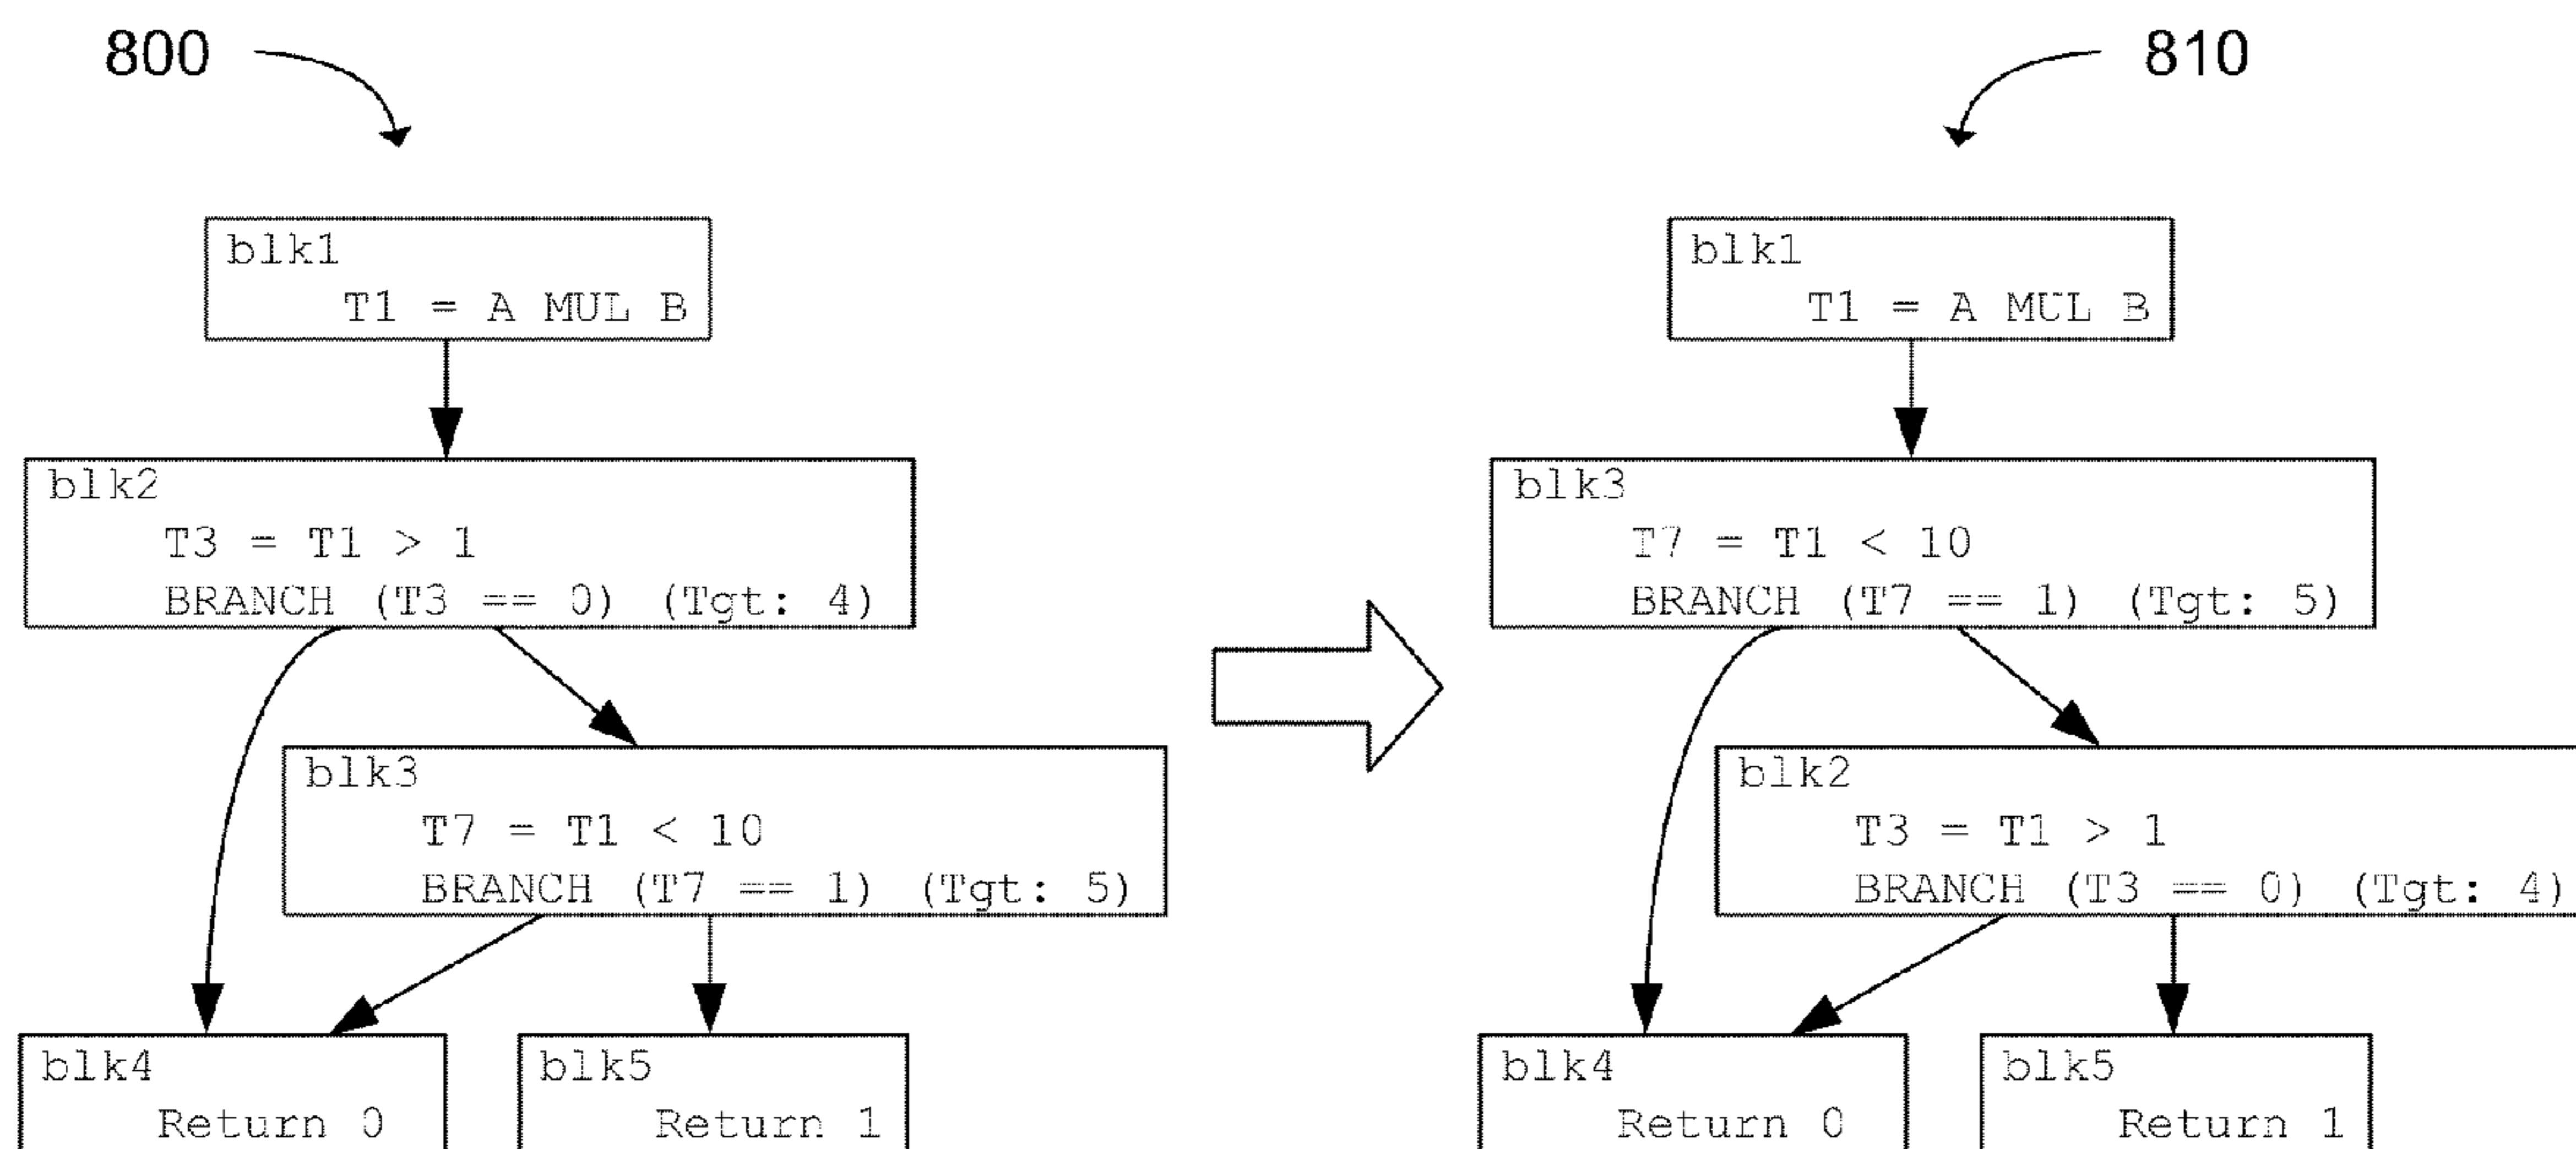 800
blk1
T1 = A MUL B
blk2
T3 = T1 > 1
BRANCH (T3 == 0) (Tgt: 4)
blk3
T7 = T1 < 10
BRANCH (T7 == 1) (Tgt: 5)
blk4
Return 0
blk5
Return 1
810
blk1
T1 = A MUL B
blk3
T7 = T1 < 10
BRANCH (T7 == 1) (Tgt: 5)
blk2
T3 = T1 > 1
BRANCH (T3 == 0) (Tgt: 4)
blk4
Return 0
blk5
Return 1